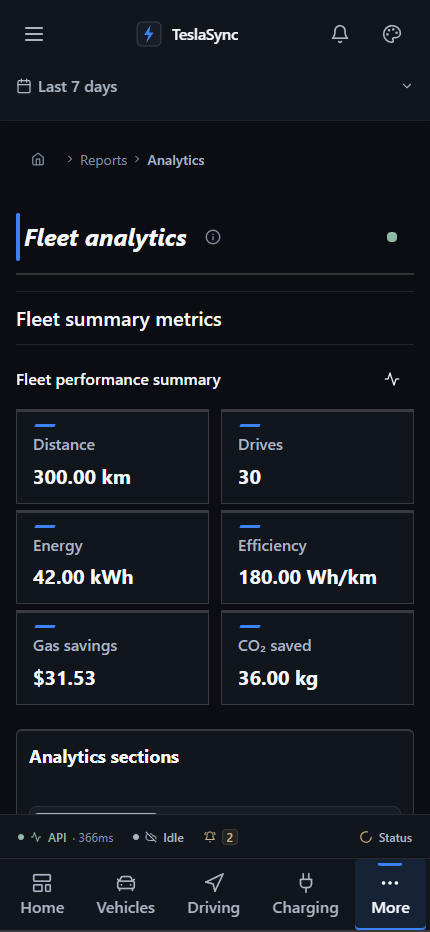 TeslaSync
Last 7 days
Reports Analytics
Fleet analytics
Fleet summary metrics
Fleet performance summary
Distance Drives
300.00 km 30
Energy Efficiency
42.00 kWh 180.00 Wh/km
Gas savings CO₂ saved
$31.53 36.00 kg
Analytics sections
API · 366ms Idle 2 Status
Home Vehicles Driving Charging More